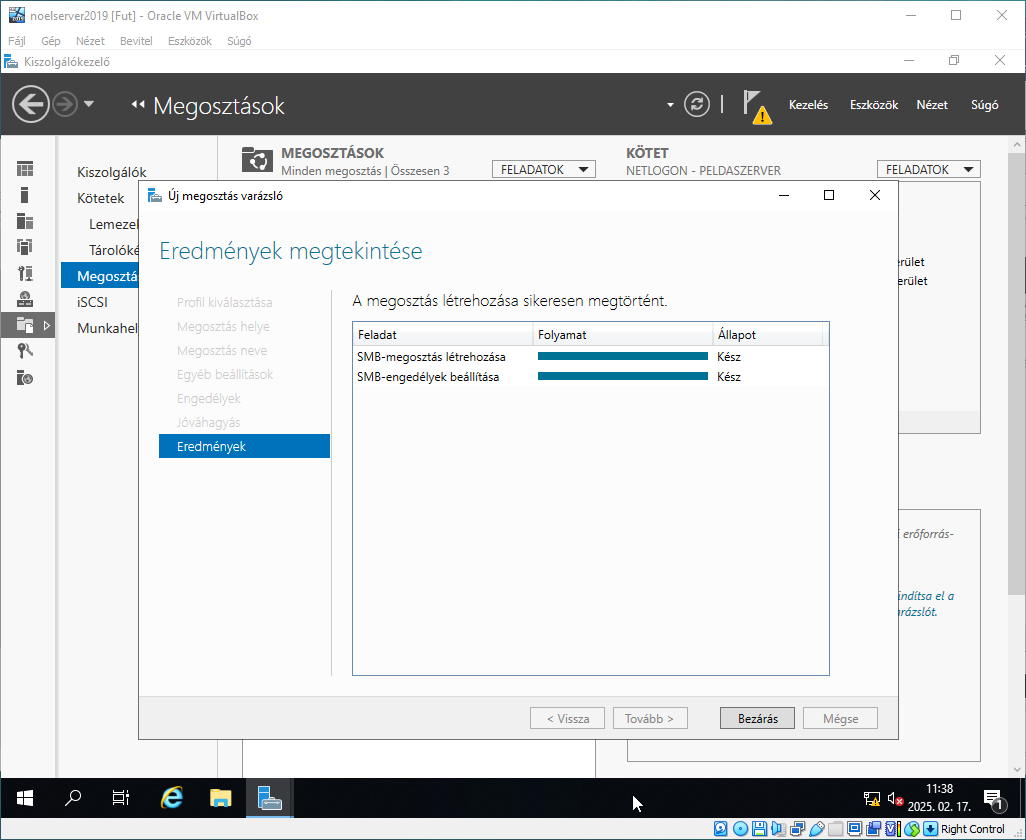 noelserver2019 [Fut] - Oracle VM VirtualBox
Fájl Gép Nézet Bevitel Eszközök Súgó
Kiszolgálókezelő
Megosztások
Kezelés Eszközök Nézet Súgó
Kiszolgálók
Kötetek
Lemezek
Tárolóké
Megosztás
iSCSI
Munkahel
MEGOSZTÁSOK
Minden megosztás | Összesen 3
FELADATOK
KÖTET
NETLOGON - PELDASZERVER
FELADATOK
erület
erület
erőforrás-
indítsa el a
arázslót.
Új megosztás varázsló
Eredmények megtekintése
Profil kiválasztása
Megosztás helye
Megosztás neve
Egyéb beállítások
Engedélyek
Jóváhagyás
Eredmények
A megosztás létrehozása sikeresen megtörtént.
Feladat Folyamat Állapot
SMB-megosztás létrehozása Kész
SMB-engedélyek beállítása Kész
< Vissza Tovább > Bezárás Mégse
11:38
2025. 02. 17.
1
Right Control